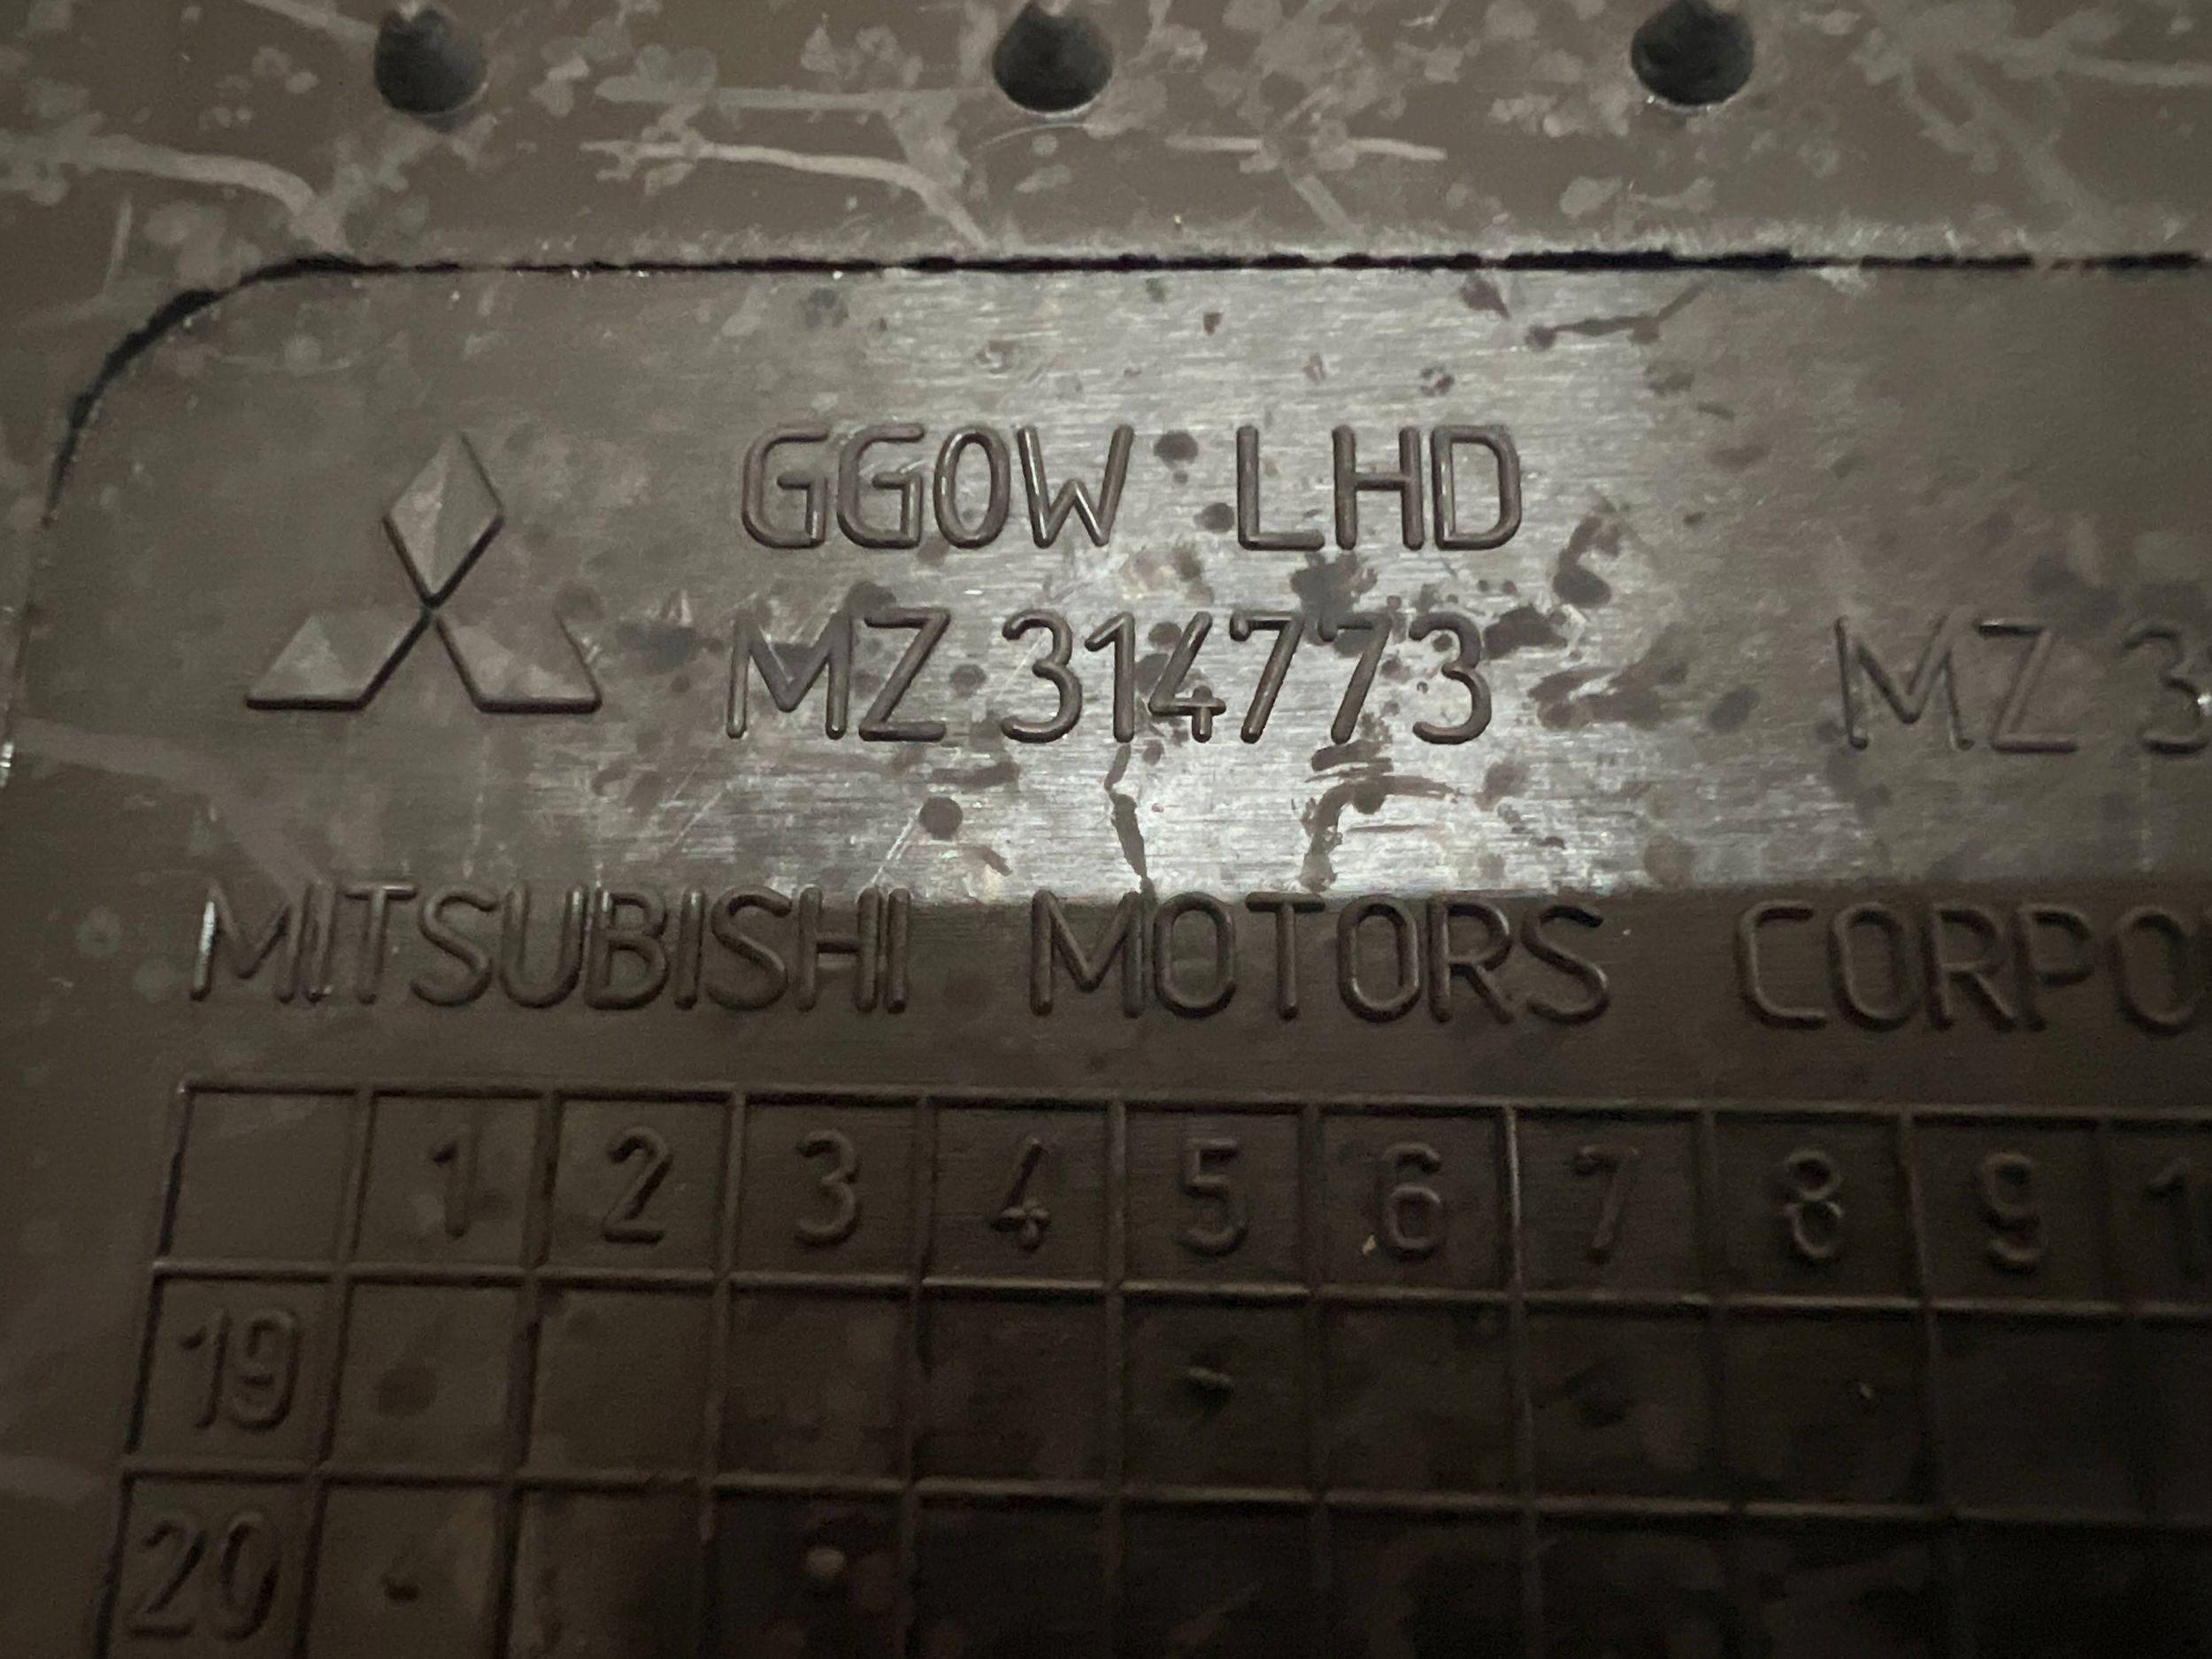 GG0W LHD
MZ 314773 MZ 3
MITSUBISHI MOTORS CORPO
1 2 3 4 5 6 7 8 9 1
19
20